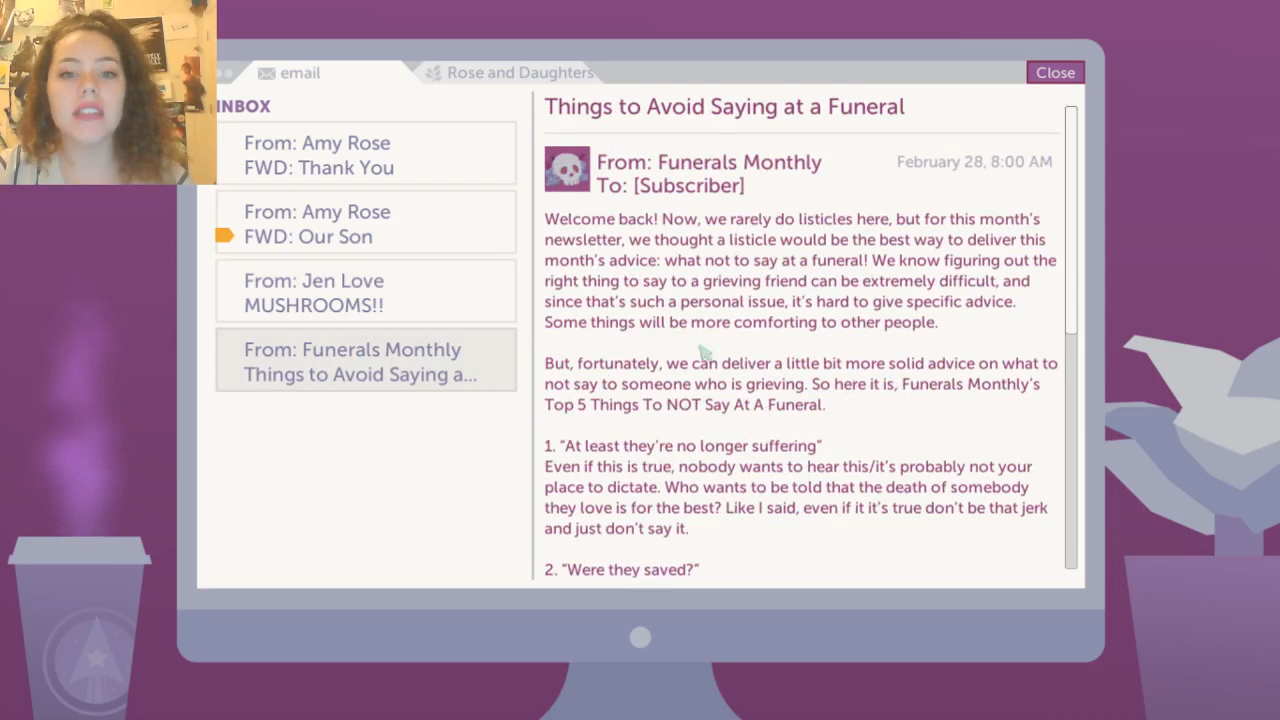 email
Rose and Daughters
Close
INBOX
From: Amy Rose
FWD: Thank You
From: Amy Rose
FWD: Our Son
From: Jen Love
MUSHROOMS!!
From: Funerals Monthly
Things to Avoid Saying a...
Things to Avoid Saying at a Funeral
From: Funerals Monthly
February 28, 8:00 AM
To: [Subscriber]
Welcome back! Now, we rarely do listicles here, but for this month's
newsletter, we thought a listicle would be the best way to deliver this
month's advice: what not to say at a funeral! We know figuring out the
right thing to say to a grieving friend can be extremely difficult, and
since that's such a personal issue, it's hard to give specific advice.
Some things will be more comforting to other people.
But, fortunately, we can deliver a little bit more solid advice on what to
not say to someone who is grieving. So here it is, Funerals Monthly's
Top 5 Things To NOT Say At A Funeral.
1. "At least they're no longer suffering"
Even if this is true, nobody wants to hear this/it's probably not your
place to dictate. Who wants to be told that the death of somebody
they love is for the best? Like I said, even if it it's true don't be that jerk
and just don't say it.
2. "Were they saved?"